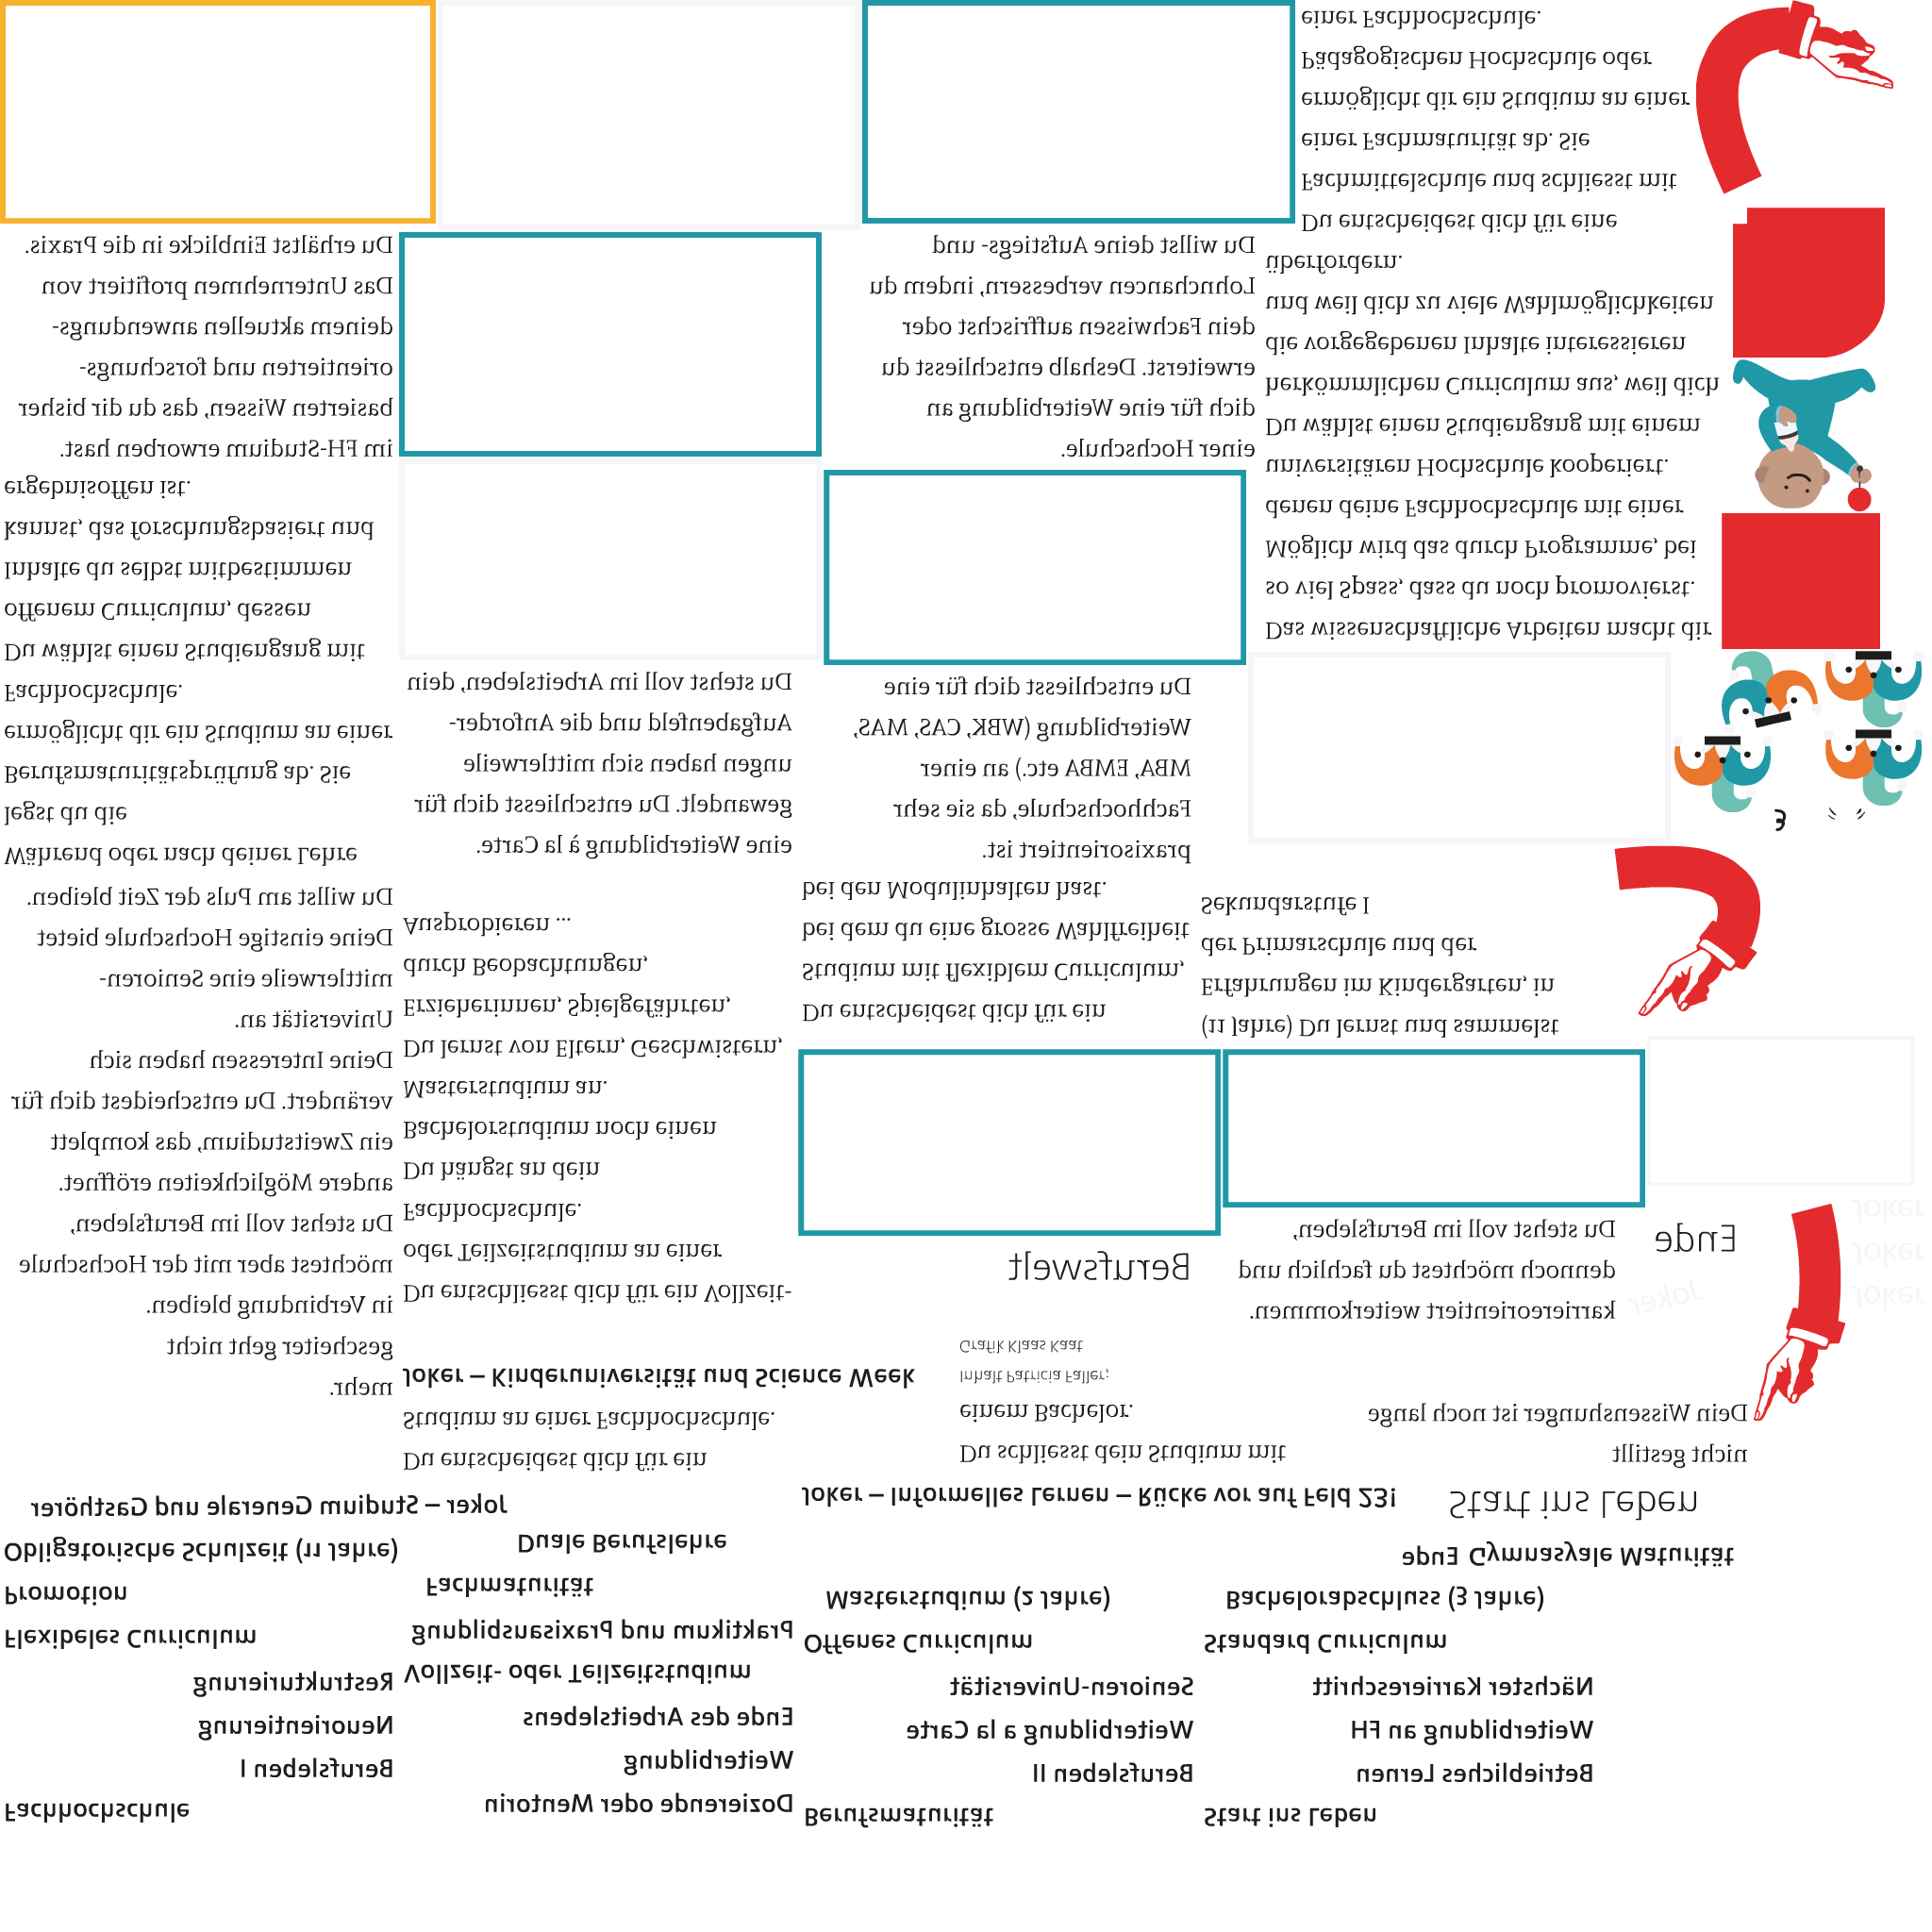 Du entscheidest dich für eine
Fachmittelschule und schliesst mit
einer Fachmaturität ab. Sie
ermöglicht dir ein Studium an einer
Pädagogischen Hochschule oder
einer Fachhochschule.
Du erhältst Einblicke in die Praxis.
Das Unternehmen profitiert von
deinem aktuellen anwendungs-
orientierten und forschungs-
basierten Wissen, das du dir bisher
im FH-Studium erworben hast.
Du willst deine Aufstiegs- und
Lohnchancen verbessern, indem du
dein Fachwissen auffrischst oder
erweiterst. Deshalb entschliesst du
dich für eine Weiterbildung an
einer Hochschule.
Das wissenschaftliche Arbeiten macht dir
so viel Spass, dass du noch promovierst.
Möglich wird das durch Programme, bei
denen deine Fachhochschule mit einer
universitären Hochschule kooperiert.
Du wählst einen Studiengang mit einem
herkömmlichen Curriculum aus, weil dich
die vorgegebenen Inhalte interessieren
und weil dich zu viele Wahlmöglichkeiten
überfordern.
Während oder nach deiner Lehre
legst du die
Berufsmaturitätsprüfung ab. Sie
ermöglicht dir ein Studium an einer
Fachhochschule.
Du wählst einen Studiengang mit
offenem Curriculum, dessen
Inhalte du selbst mitbestimmen
kannst, das forschungsbasiert und
ergebnisoffen ist.
Du stehst voll im Arbeitsleben, dein
Aufgabenfeld und die Anforder-
ungen haben sich mittlerweile
gewandelt. Du entschliesst dich für
eine Weiterbildung à la Carte.
Du entschliesst dich für eine
Weiterbildung (WBK, CAS, MAS,
MBA, EMBA etc.) an einer
Fachhochschule, da sie sehr
praxisorientiert ist.
Du willst am Puls der Zeit bleiben.
Deine einstige Hochschule bietet
mittlerweile eine Senioren-
Universität an.
Deine Interessen haben sich
verändert. Du entscheidest dich für
ein Zweitstudium, das komplett
andere Möglichkeiten eröffnet.
Du stehst voll im Berufsleben,
möchtest aber mit der Hochschule
in Verbindung bleiben.
gescheiter geht nicht
mehr.
Du entschliesst dich für ein Vollzeit-
oder Teilzeitstudium an einer
Fachhochschule.
Du hängst an dein
Bachelorstudium noch einen
Masterstudium an.
Du lernst von Eltern, Geschwistern,
Erzieherinnen, Spielgefährten,
durch Beobachtungen,
Ausprobieren ...
Du entscheidest dich für ein
Studium mit flexiblem Curriculum,
bei dem du eine grosse Wahlfreiheit
bei den Modulinhalten hast.
(11 Jahre) Du lernst und sammelst
Erfahrungen im Kindergarten, in
der Primarschule und der
Sekundarstufe I
Berufswelt
Du stehst voll im Berufsleben,
dennoch möchtest du fachlich und
karriereorientiert weiterkommen.
Ende
Joker
Joker
Joker
Joker
Du entscheidest dich für ein
Studium an einer Fachhochschule.
Joker – Kinderuniversität und Science Week
Du schliesst dein Studium mit
einem Bachelor.
Inhalt Patricia Faller;
Grafik Klaas Kaat
Dein Wissenshunger ist noch lange
nicht gestillt
Joker – Informelles Lernen – Rücke vor auf Feld 23!
Start ins Leben
Joker – Studium Generale und Gasthörer
Obligatorische Schulzeit (11 Jahre)
Duale Berufslehre
Ende
Gymnasyale Maturität
Promotion
Fachmaturität
Masterstudium (2 Jahre)
Bachelorabschluss (3 Jahre)
Flexibeles Curriculum
Praktikum und Praxisausbildung
Offenes Curriculum
Standard Curriculum
Restrukturierung
Vollzeit- oder Teilzeitstudium
Senioren-Universität
Nächster Karriereschritt
Neuorientierung
Ende des Arbeitslebens
Weiterbildung a la Carte
Weiterbildung an FH
Berufsleben I
Weiterbildung
Berufsleben II
Betriebliches Lernen
Fachhochschule
Dozierende oder Mentorin
Berufsmaturität
Start ins Leben